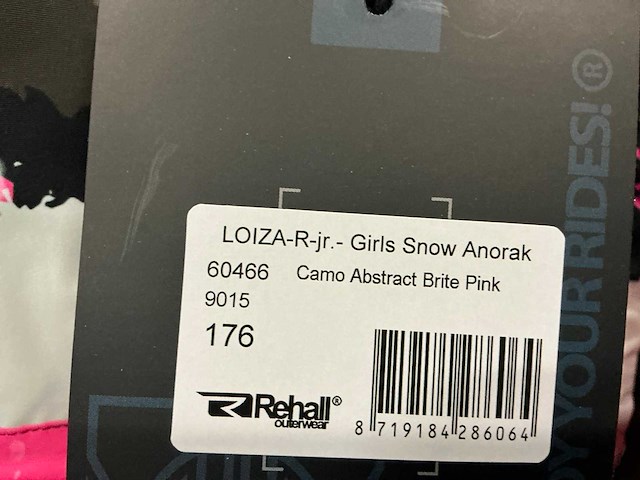 LOIZA-R-jr.- Girls Snow Anorak
60466 Camo Abstract Brite Pink
9015
176
Rehall®
outerwear
8 719184 286064
YOUR RIDES!®